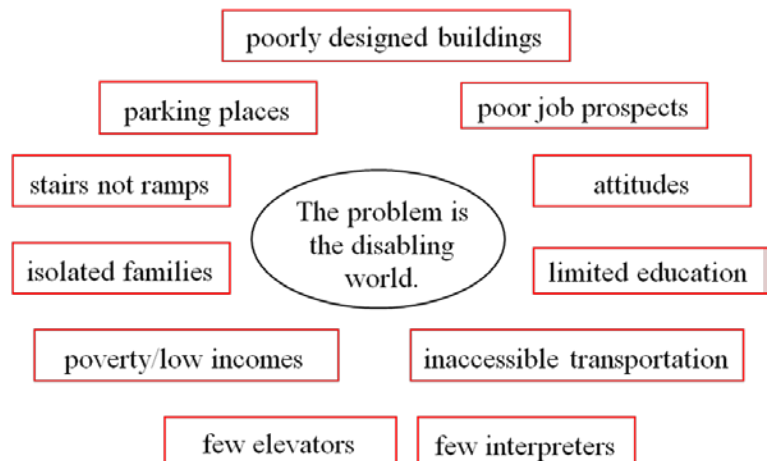 poorly designed buildings
parking places
poor job prospects
stairs not ramps
attitudes
The problem is
the disabling
world.
isolated families
limited education
poverty/low incomes
inaccessible transportation
few elevators
few interpreters